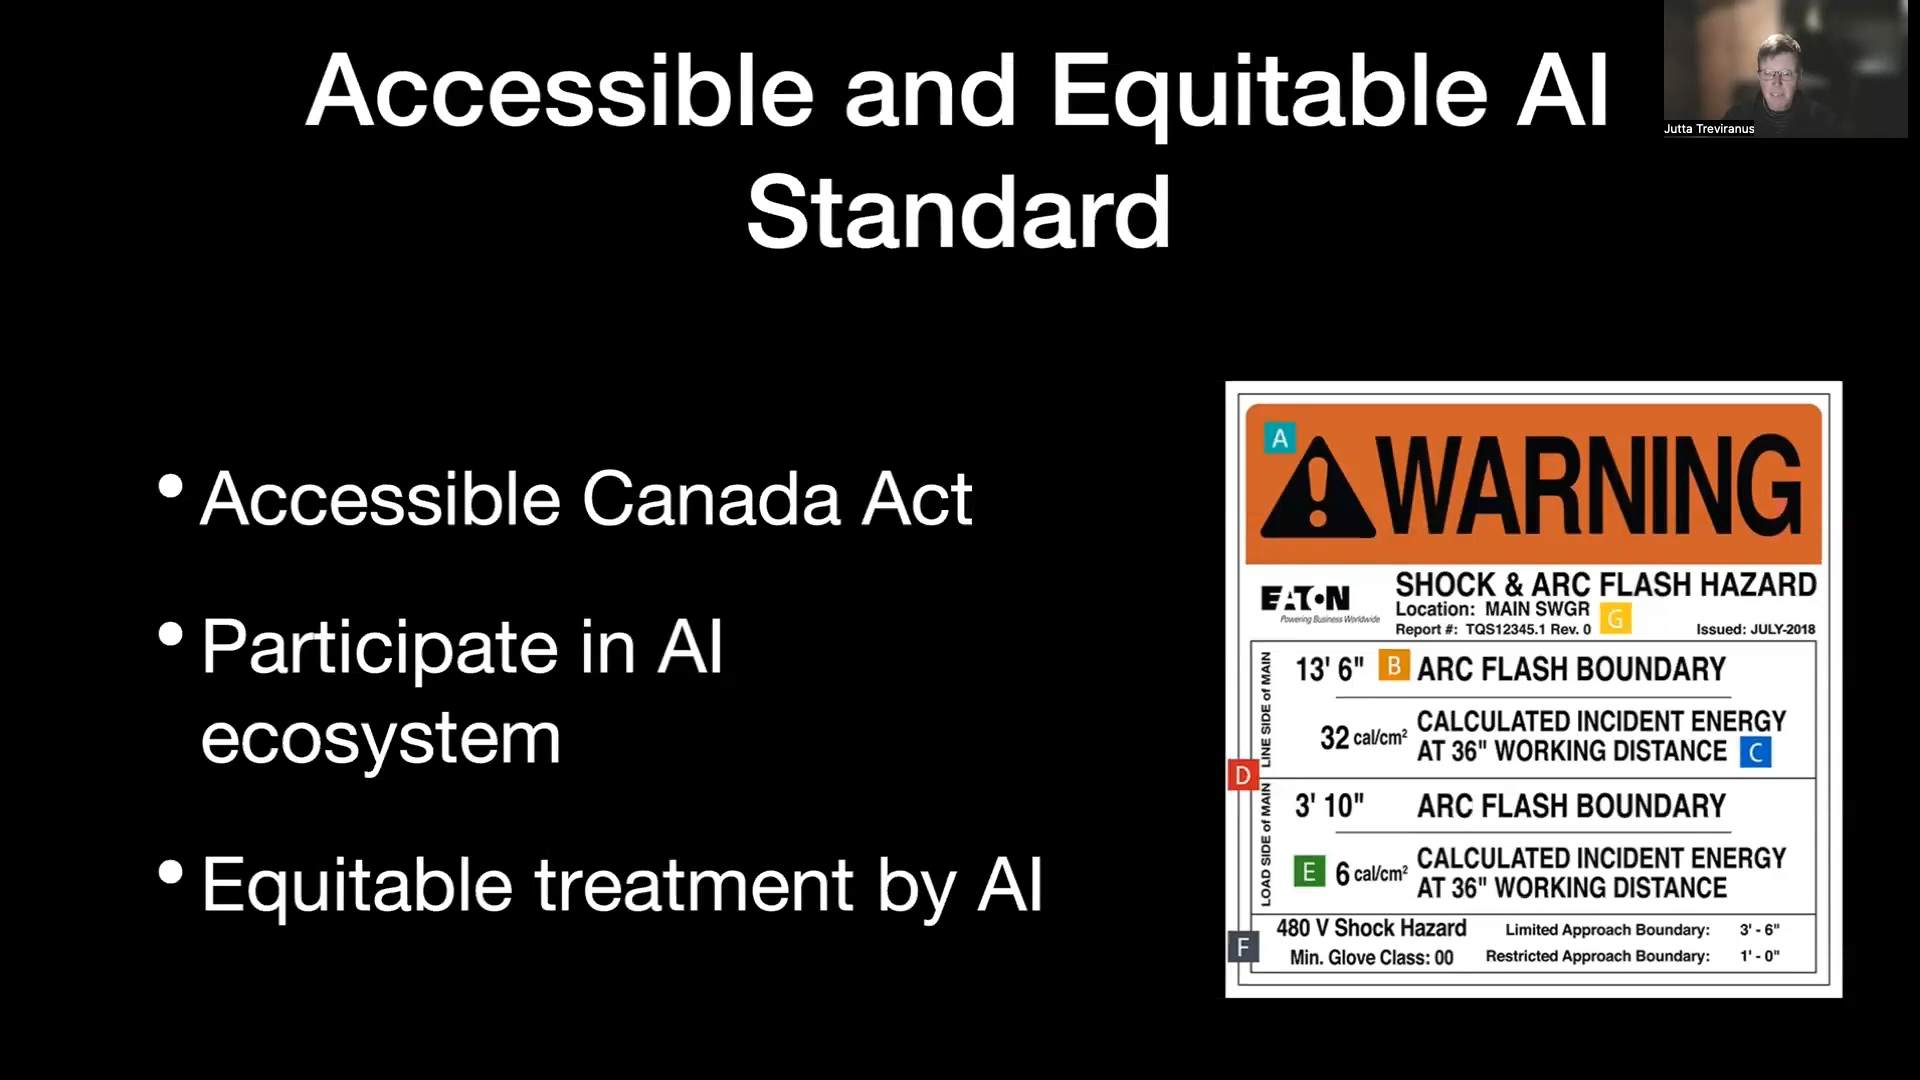 Accessible and Equitable AI
Standard
Jutta Treviranus
• Accessible Canada Act
• Participate in AI
ecosystem
• Equitable treatment by AI
A
WARNING
EATON
Powering Business Worldwide
SHOCK & ARC FLASH HAZARD
Location: MAIN SWGR
G
Report #: TQS12345.1 Rev. 0
Issued: JULY-2018
LINE SIDE of MAIN
13' 6" B ARC FLASH BOUNDARY
32 cal/cm² CALCULATED INCIDENT ENERGY
AT 36" WORKING DISTANCE C
D
LOAD SIDE of MAIN
3' 10" ARC FLASH BOUNDARY
E 6 cal/cm² CALCULATED INCIDENT ENERGY
AT 36" WORKING DISTANCE
F
480 V Shock Hazard Limited Approach Boundary: 3' - 6"
Min. Glove Class: 00 Restricted Approach Boundary: 1' - 0"